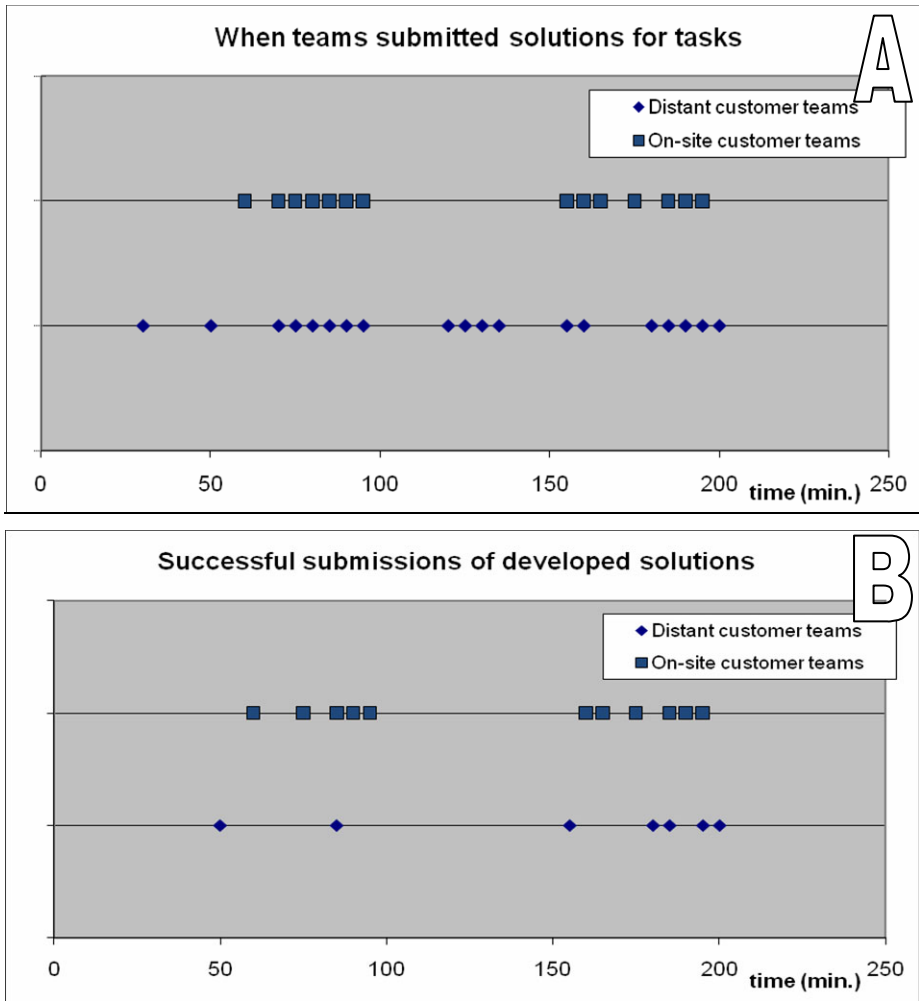 When teams submitted solutions for tasks
A
Distant customer teams
On-site customer teams
0 50 100 150 200 250
time (min.)
Successful submissions of developed solutions
B
Distant customer teams
On-site customer teams
0 50 100 150 200 250
time (min.)